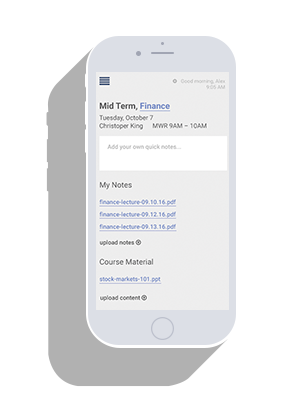 Good morning, Alex
9:05 AM
Mid Term, Finance
Tuesday, October 7
Christoper King MWR 9AM – 10AM
Add your own quick notes...
My Notes
finance-lecture-09.10.16.pdf
finance-lecture-09.12.16.pdf
finance-lecture-09.13.16.pdf
upload notes
Course Material
stock-markets-101.ppt
upload content